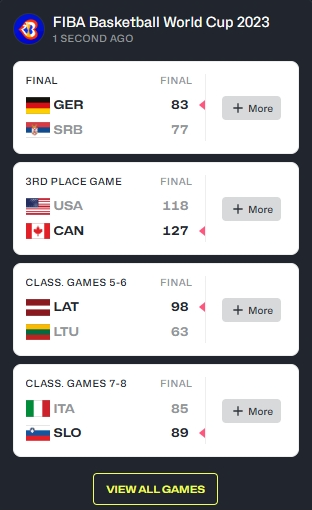 FIBA Basketball World Cup 2023
1 SECOND AGO
FINAL FINAL
GER 83
SRB 77
+ More
3RD PLACE GAME FINAL
USA 118
CAN 127
+ More
CLASS. GAMES 5-6 FINAL
LAT 98
LTU 63
+ More
CLASS. GAMES 7-8 FINAL
ITA 85
SLO 89
+ More
VIEW ALL GAMES